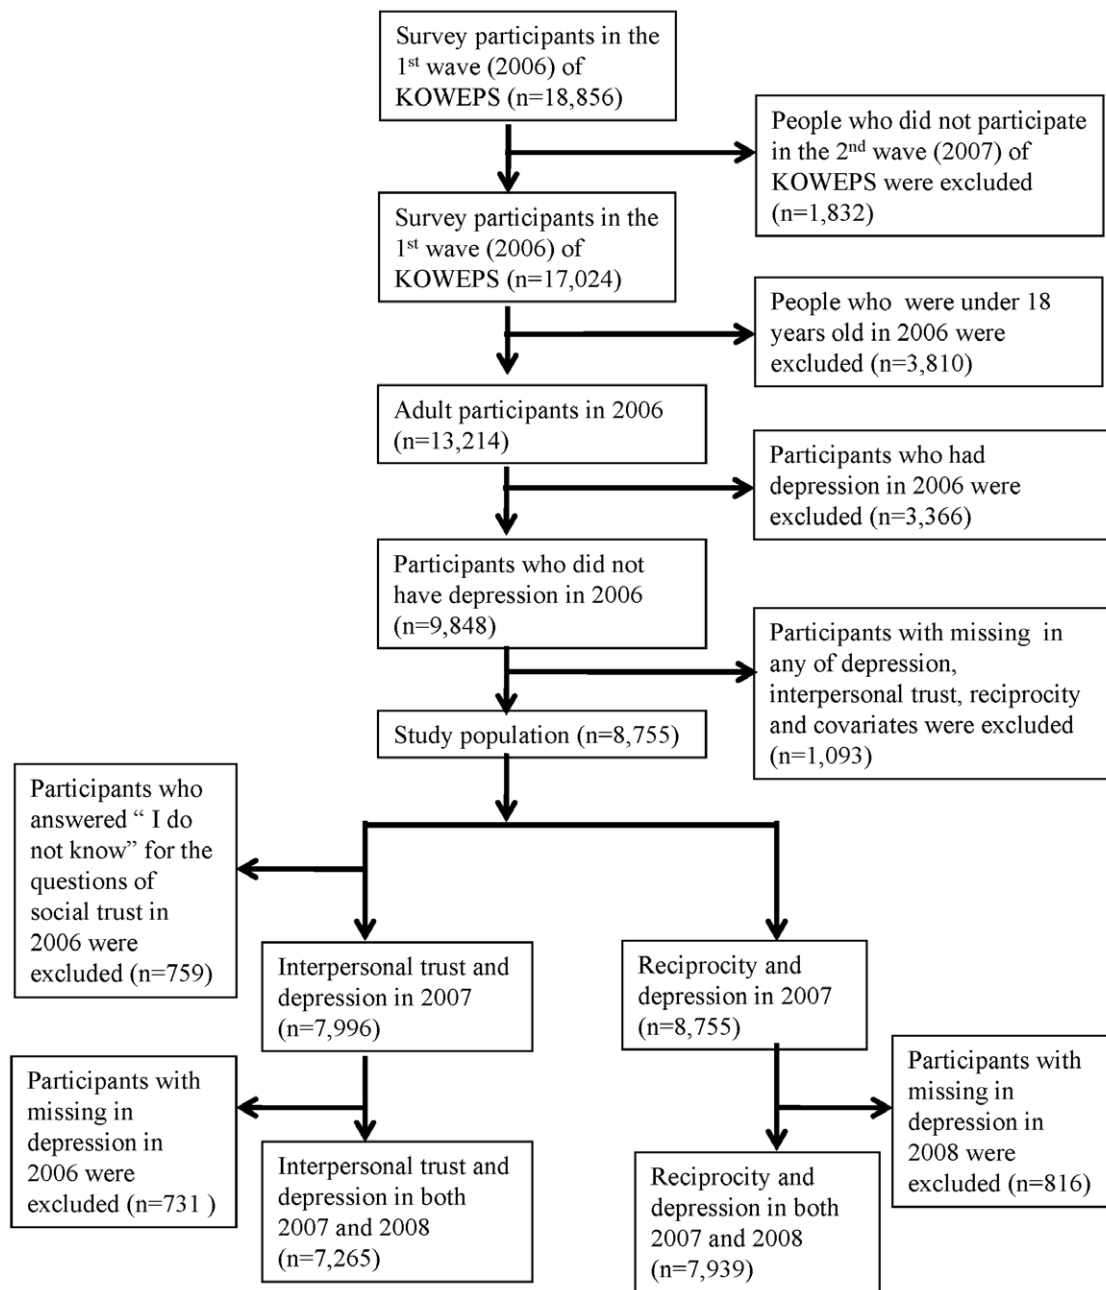 Survey participants in the
1st wave (2006) of
KOWEPS (n=18,856)
People who did not participate
in the 2nd wave (2007) of
KOWEPS were excluded
(n=1,832)
Survey participants in the
1st wave (2006) of
KOWEPS (n=17,024)
People who were under 18
years old in 2006 were
excluded (n=3,810)
Adult participants in 2006
(n=13,214)
Participants who had
depression in 2006 were
excluded (n=3,366)
Participants who did not
have depression in 2006
(n=9,848)
Participants with missing in
any of depression,
interpersonal trust, reciprocity
and covariates were excluded
(n=1,093)
Study population (n=8,755)
Participants who
answered “ I do
not know” for the
questions of
social trust in
2006 were
excluded (n=759)
Interpersonal trust and
depression in 2007
(n=7,996)
Reciprocity and
depression in 2007
(n=8,755)
Participants with
missing in
depression in
2006 were
excluded (n=731 )
Participants with
missing in
depression in
2008 were
excluded (n=816)
Interpersonal trust and
depression in both
2007 and 2008
(n=7,265)
Reciprocity and
depression in both
2007 and 2008
(n=7,939)